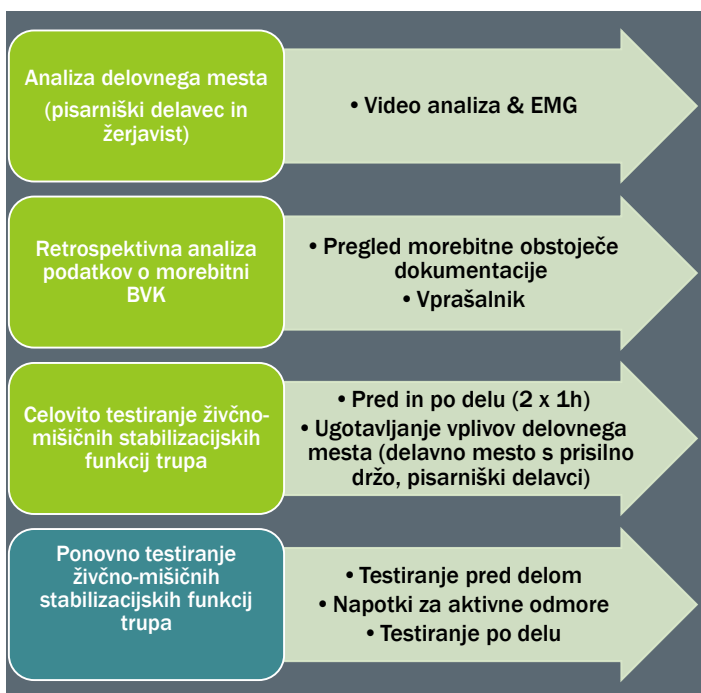 Analiza delovnega mesta
(pisarniški delavec in
žerjavist)
• Video analiza & EMG
Retrospektivna analiza
podatkov o morebitni
BVK
• Pregled morebitne obstoječe
dokumentacije
• Vprašalnik
Celovito testiranje živčno-
mišičnih stabilizacijskih
funkcij trupa
• Pred in po delu (2 x 1h)
• Ugotavljanje vplivov delovnega
mesta (delavno mesto s prisilno
držo, pisarniški delavci)
Ponovno testiranje
živčno-mišičnih
stabilizacijskih funkcij
trupa
• Testiranje pred delom
• Napotki za aktivne odmore
• Testiranje po delu